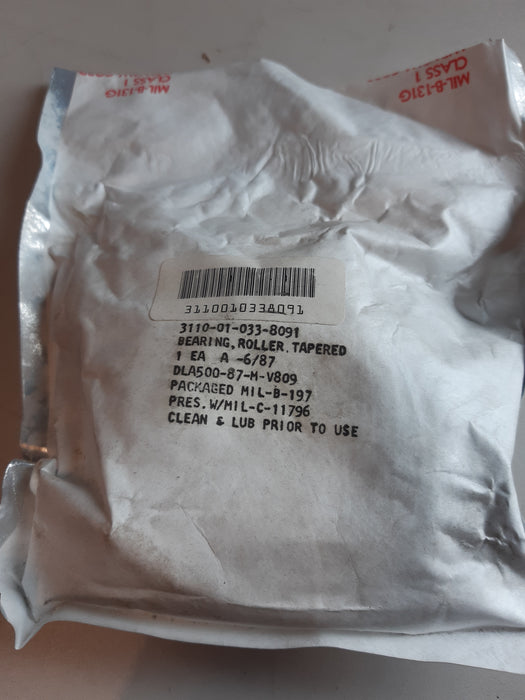 MIL-B-131G
CLASS 1
MIL-B-131G
CLASS 1
3110010338091
3110-01-033-8091
BEARING, ROLLER. TAPERED
1 EA A -6/87
DLA500-87-M-V809
PACKAGED MIL-B-197
PRES. W/MIL-C-11796
CLEAN & LUB PRIOR TO USE